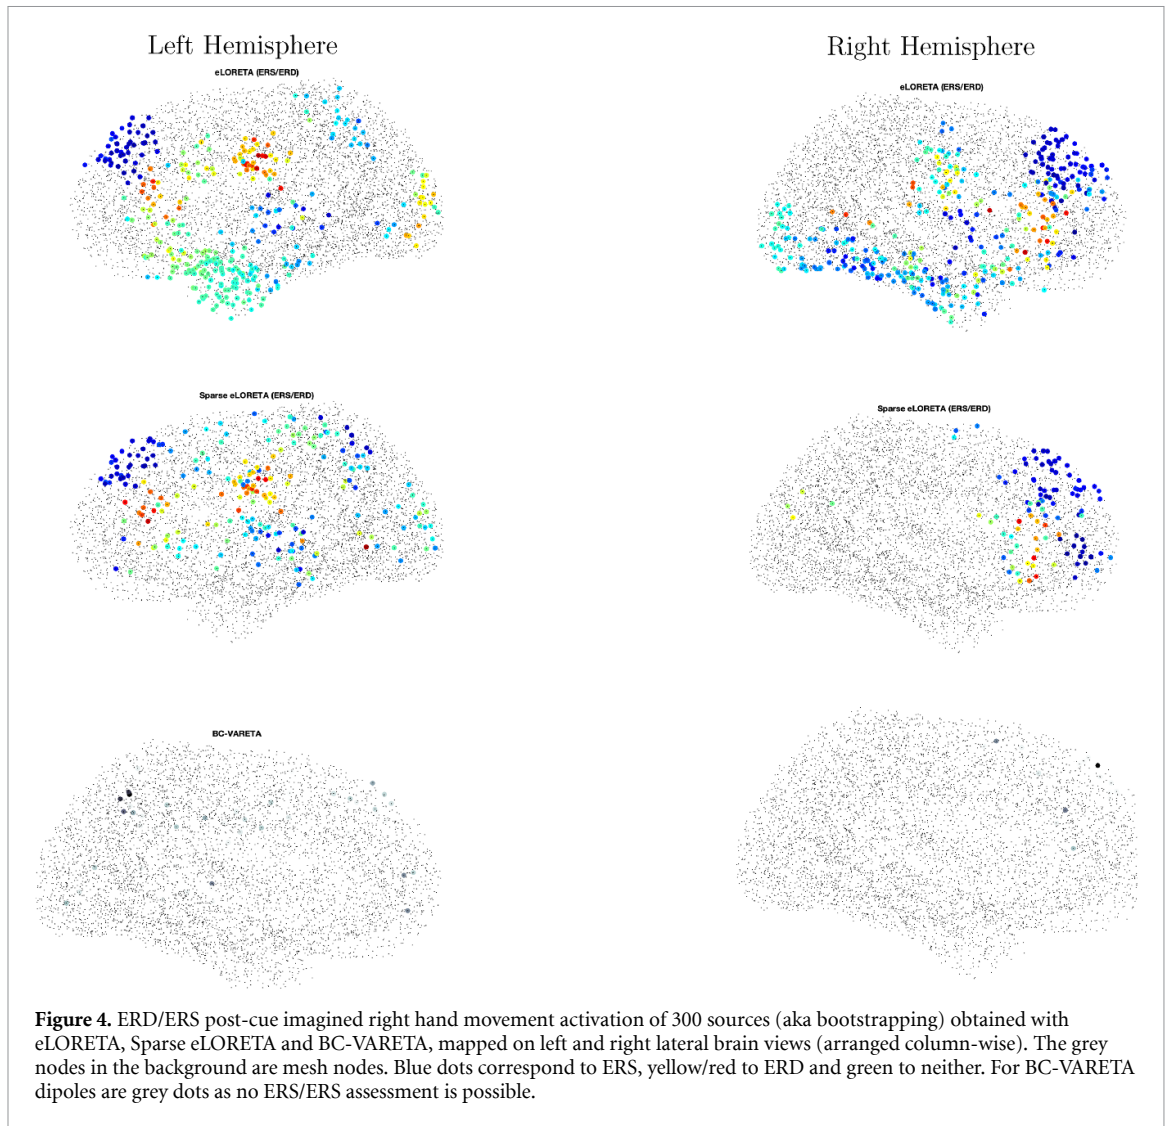 Left Hemisphere
Right Hemisphere
eLORETA (ERS/ERD)
eLORETA (ERS/ERD)
Sparse eLORETA (ERS/ERD)
Sparse eLORETA (ERS/ERD)
BC-VARETA
Figure 4. ERD/ERS post-cue imagined right hand movement activation of 300 sources (aka bootstrapping) obtained with
eLORETA, Sparse eLORETA and BC-VARETA, mapped on left and right lateral brain views (arranged column-wise). The grey
nodes in the background are mesh nodes. Blue dots correspond to ERS, yellow/red to ERD and green to neither. For BC-VARETA
dipoles are grey dots as no ERS/ERS assessment is possible.